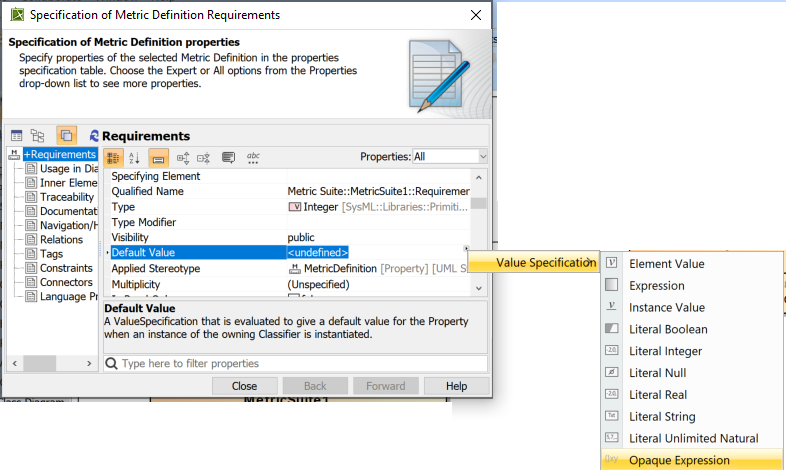 Specification of Metric Definition Requirements
Specification of Metric Definition properties
Specify properties of the selected Metric Definition in the properties
specification table. Choose the Expert or All options from the Properties
drop-down list to see more properties.
Requirements
+Requirements
Usage in Dia
Inner Eleme
Traceability
Documentat
Navigation/H
Relations
Tags
Constraints
Connectors
Language Pr
Properties: All
Specifying Element
Qualified Name Metric Suite::MetricSuite1::Requiremen
Type Integer [SysML::Libraries::Primiti...
Type Modifier
Visibility public
Default Value <undefined>
Applied Stereotype MetricDefinition [Property] [UML S
Multiplicity (Unspecified)
Default Value
A ValueSpecification that is evaluated to give a default value for the Property
when an instance of the owning Classifier is instantiated.
Type here to filter properties
Close Back Forward Help
MetricSuite1
Value Specification
Element Value
Expression
Instance Value
Literal Boolean
Literal Integer
Literal Null
Literal Real
Literal String
Literal Unlimited Natural
Opaque Expression